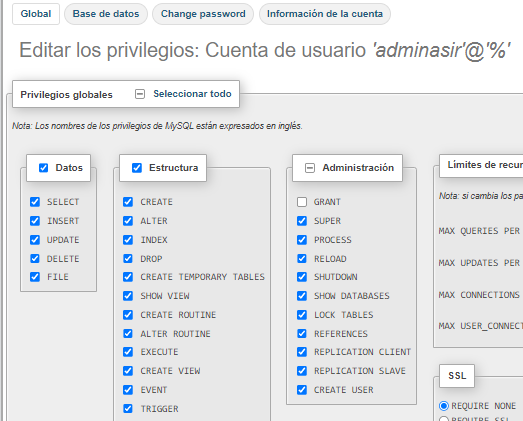 Global Base de datos Change password Información de la cuenta
Editar los privilegios: Cuenta de usuario 'adminasir'@'%'
Privilegios globales Seleccionar todo
Nota: Los nombres de los privilegios de MySQL están expresados en inglés.
Datos
SELECT
INSERT
UPDATE
DELETE
FILE
Estructura
CREATE
ALTER
INDEX
DROP
CREATE TEMPORARY TABLES
SHOW VIEW
CREATE ROUTINE
ALTER ROUTINE
EXECUTE
CREATE VIEW
EVENT
TRIGGER
Administración
GRANT
SUPER
PROCESS
RELOAD
SHUTDOWN
SHOW DATABASES
LOCK TABLES
REFERENCES
REPLICATION CLIENT
REPLICATION SLAVE
CREATE USER
Límites de recur
Nota: si cambia los pa
MAX QUERIES PER
MAX UPDATES PER
MAX CONNECTIONS
MAX USER_CONNECT
SSL
REQUIRE NONE